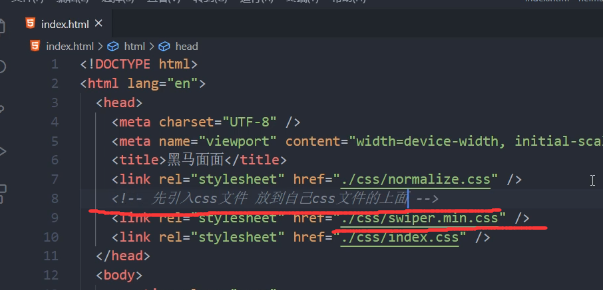 index.html ×
index.html > html > head
1 <!DOCTYPE html>
2 <html lang="en">
3 <head>
4 <meta charset="UTF-8" />
5 <meta name="viewport" content="width=device-width, initial-sca
6 <title>黑马面面</title>
7 <link rel="stylesheet" href="./css/normalize.css" />
8 <!-- 先引入css文件 放到自己css文件的上面 -->
9 <link rel="stylesheet" href="./css/swiper.min.css" />
10 <link rel="stylesheet" href="./css/index.css" />
11 </head>
12 <body>